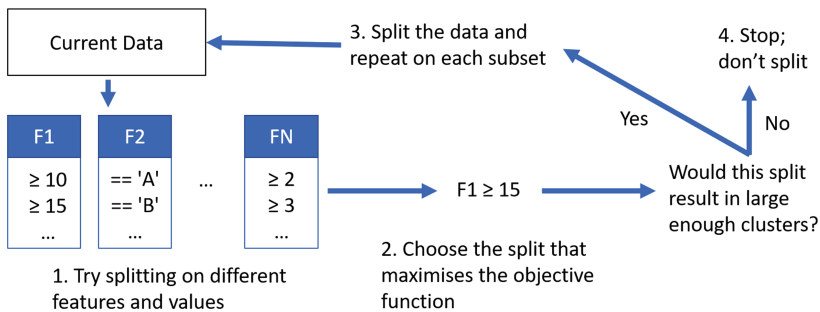 Current Data
3. Split the data and
repeat on each subset
4. Stop;
don't split
Yes
No
F1
≥ 10
≥ 15
...
F2
== 'A'
== 'B'
...
...
FN
≥ 2
≥ 3
...
F1 ≥ 15
Would this split
result in large
enough clusters?
1. Try splitting on different
features and values
2. Choose the split that
maximises the objective
function